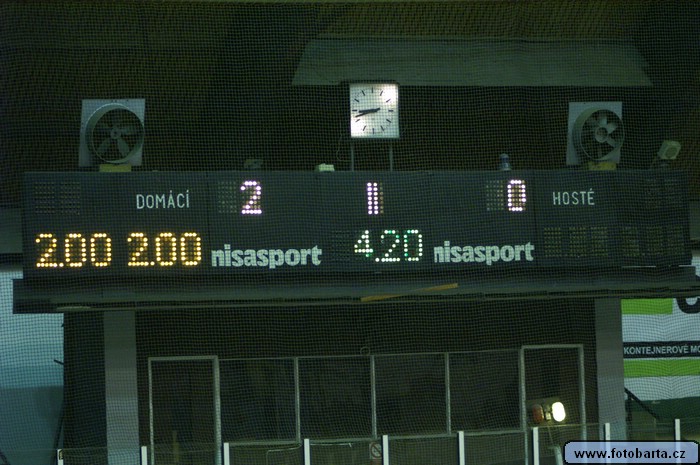 DOMÁCÍ 2 1 0 HOSTÉ
2.00 2.00 nisasport 4.20 nisasport
KONTEJNEROVÉ
www.fotobarta.cz